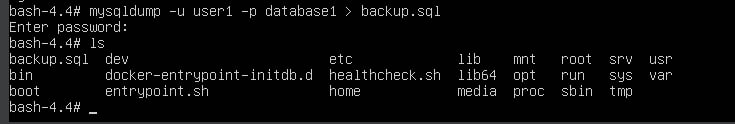 bash-4.4# mysqldump -u user1 -p database1 > backup.sql
Enter password:
bash-4.4# ls
backup.sql  dev                         etc             lib    mnt   root  srv  usr
bin         docker-entrypoint-initdb.d  healthcheck.sh  lib64  opt   run   sys  var
boot        entrypoint.sh               home            media  proc  sbin  tmp
bash-4.4# _